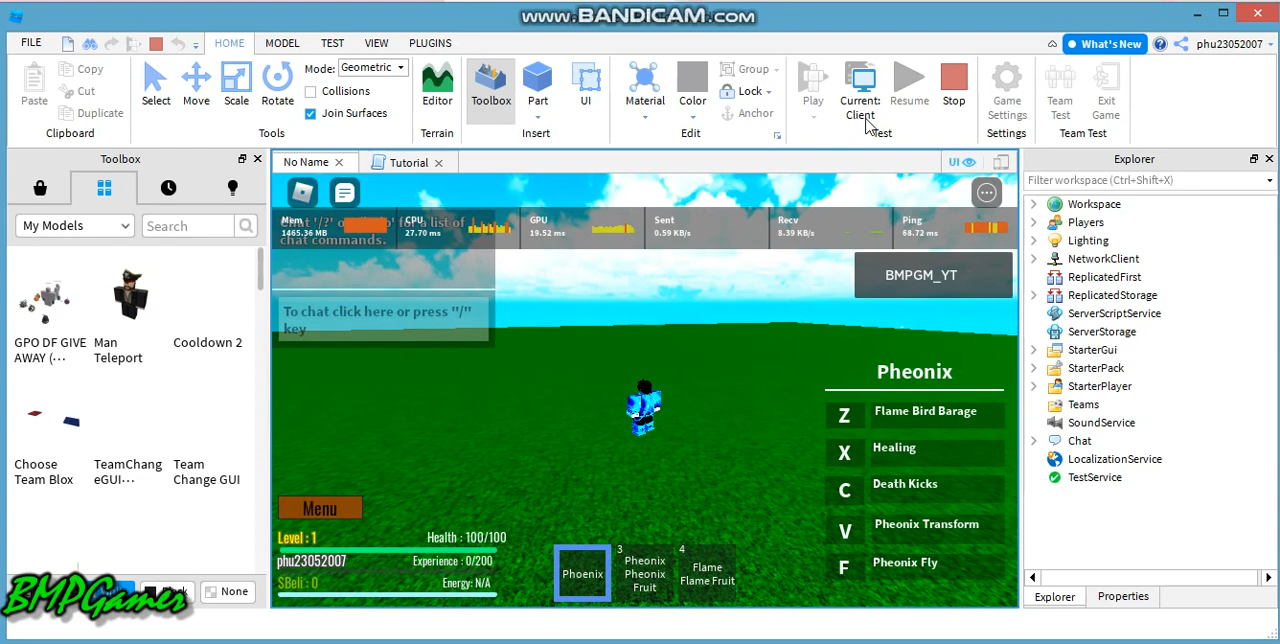 www.BANDICAM.com
FILE
HOME
MODEL
TEST
VIEW
PLUGINS
What's New
phu23052007
Paste
Copy
Cut
Duplicate
Clipboard
Select
Move
Scale
Rotate
Mode: Geometric
Collisions
Join Surfaces
Tools
Editor
Terrain
Toolbox
Part
UI
Insert
Material
Color
Group
Lock
Anchor
Edit
Play
Current:
Client
Resume
Stop
Test
Game
Settings
Settings
Team
Test
Exit
Game
Team Test
Toolbox
My Models
Search
GPO DF GIVE
AWAY (···
Man
Teleport
Cooldown 2
Choose
Team Blox
TeamChang
eGUI···
Team
Change GUI
None
BMPGamer
No Name
Tutorial
UI
Mem
1465.36 MB
CPU
27.70 ms
GPU
19.52 ms
Sent
0.59 KB/s
Recv
8.39 KB/s
Ping
68.72 ms
for a list of
chat commands.
To chat click here or press "/"
key
BMPGM_YT
Pheonix
Z Flame Bird Barage
X Healing
C Death Kicks
V Pheonix Transform
F Pheonix Fly
Menu
Level : 1
Health : 100/100
phu23052007
Experience : 0/200
$Beli : 0
Energy: N/A
Phoenix
3
Pheonix
Pheonix
Fruit
4
Flame
Flame Fruit
Explorer
Filter workspace (Ctrl+Shift+X)
Workspace
Players
Lighting
NetworkClient
ReplicatedFirst
ReplicatedStorage
ServerScriptService
ServerStorage
StarterGui
StarterPack
StarterPlayer
Teams
SoundService
Chat
LocalizationService
TestService
Explorer
Properties